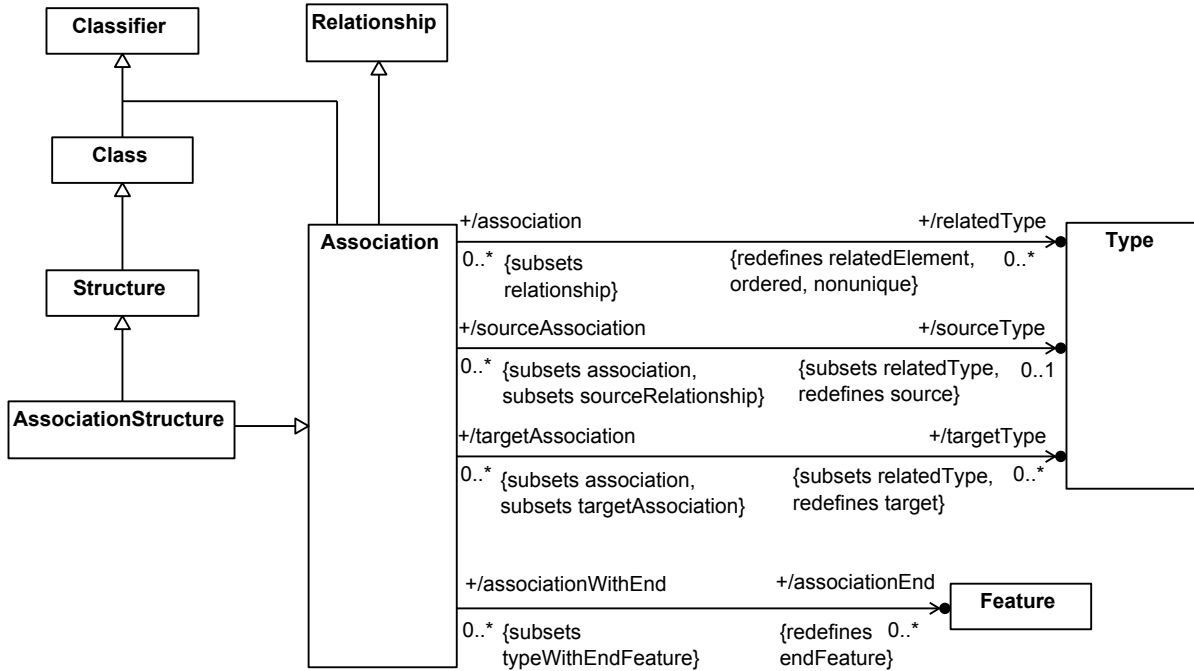 Classifier
Relationship
Class
Structure
AssociationStructure
Association
Type
+/association
+/relatedType
0..*
{subsets
relationship}
{redefines relatedElement,
ordered, nonunique}
0..*
+/sourceAssociation
+/sourceType
0..*
{subsets association,
subsets sourceRelationship}
{subsets relatedType,
redefines source}
0..1
+/targetAssociation
+/targetType
0..*
{subsets association,
subsets targetAssociation}
{subsets relatedType,
redefines target}
0..*
+/associationWithEnd
+/associationEnd
Feature
0..*
{subsets
typeWithEndFeature}
{redefines
endFeature}
0..*